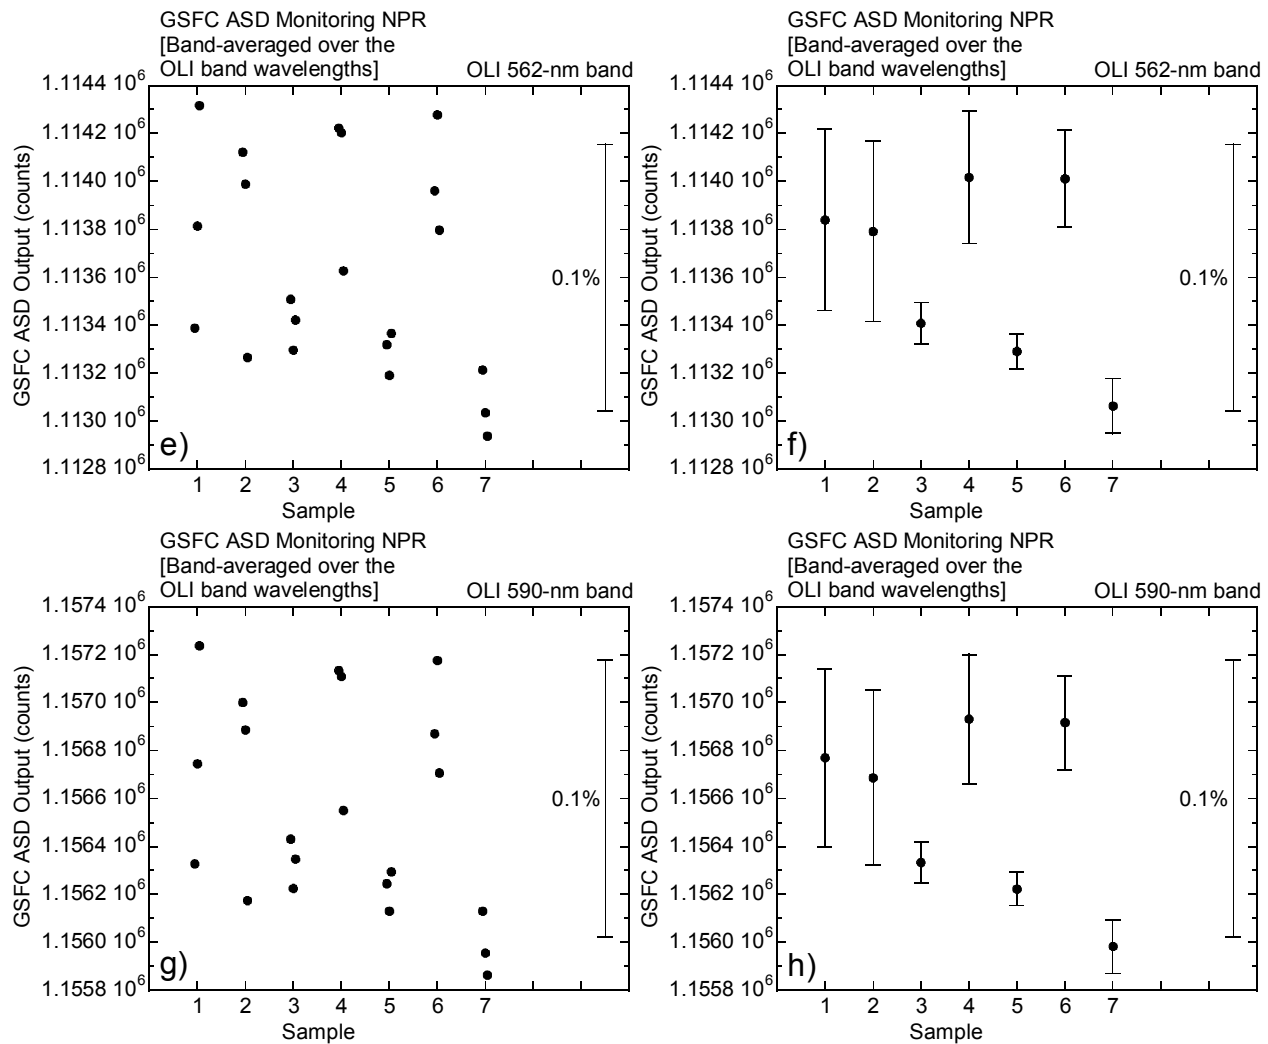 GSFC ASD Monitoring NPR
[Band-averaged over the
OLI band wavelengths]
OLI 562-nm band
GSFC ASD Output (counts)
1.1144 10^6
1.1142 10^6
1.1140 10^6
1.1138 10^6
1.1136 10^6
1.1134 10^6
1.1132 10^6
1.1130 10^6
1.1128 10^6
0.1%
e)
1 2 3 4 5 6 7
Sample
GSFC ASD Monitoring NPR
[Band-averaged over the
OLI band wavelengths]
OLI 562-nm band
GSFC ASD Output (counts)
1.1144 10^6
1.1142 10^6
1.1140 10^6
1.1138 10^6
1.1136 10^6
1.1134 10^6
1.1132 10^6
1.1130 10^6
1.1128 10^6
0.1%
f)
1 2 3 4 5 6 7
Sample
GSFC ASD Monitoring NPR
[Band-averaged over the
OLI band wavelengths]
OLI 590-nm band
GSFC ASD Output (counts)
1.1574 10^6
1.1572 10^6
1.1570 10^6
1.1568 10^6
1.1566 10^6
1.1564 10^6
1.1562 10^6
1.1560 10^6
1.1558 10^6
0.1%
g)
1 2 3 4 5 6 7
Sample
GSFC ASD Monitoring NPR
[Band-averaged over the
OLI band wavelengths]
OLI 590-nm band
GSFC ASD Output (counts)
1.1574 10^6
1.1572 10^6
1.1570 10^6
1.1568 10^6
1.1566 10^6
1.1564 10^6
1.1562 10^6
1.1560 10^6
1.1558 10^6
0.1%
h)
1 2 3 4 5 6 7
Sample